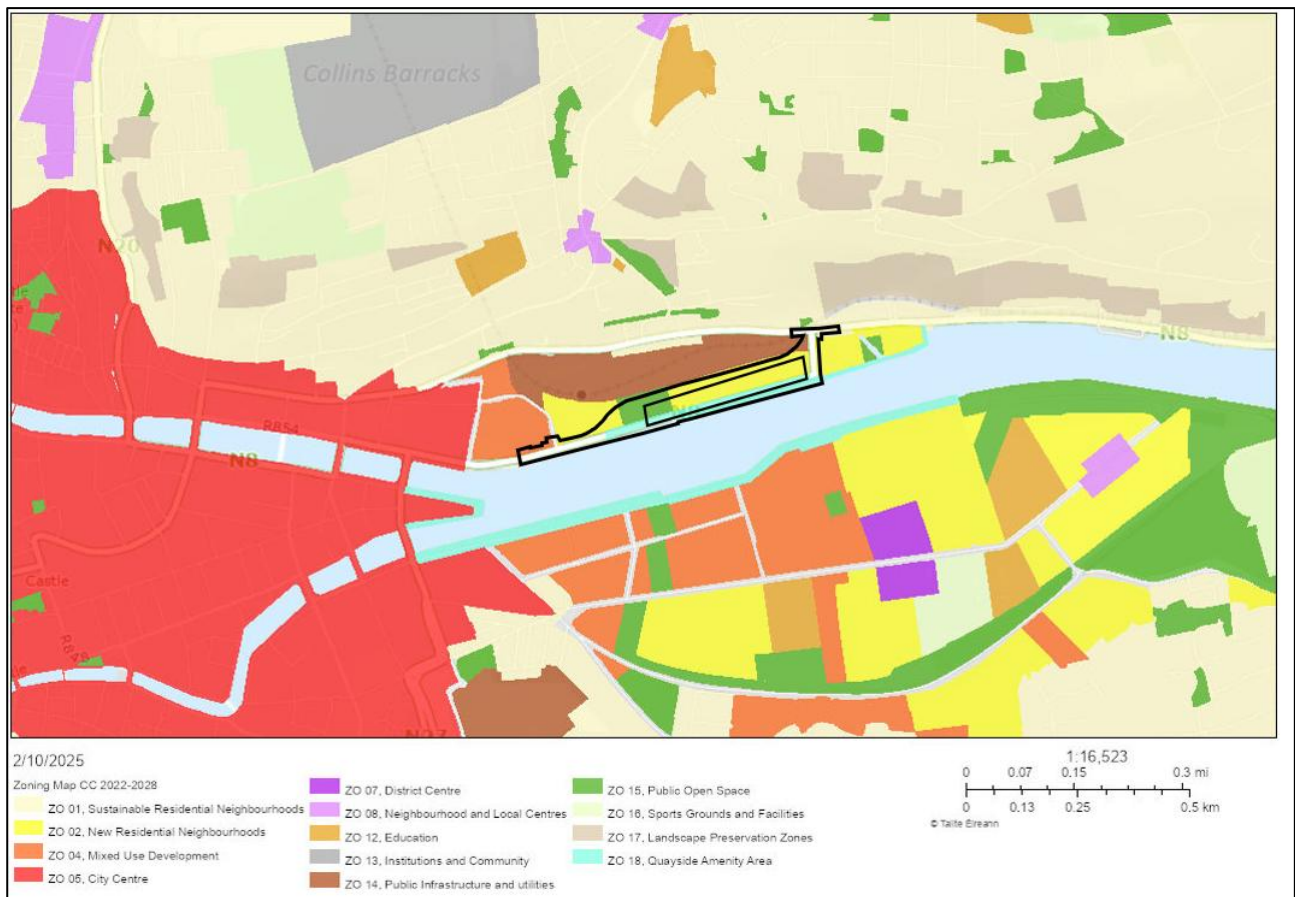 Collins Barracks
N20
R854
N8
N8
Castle
R849
N27
2/10/2025
Zoning Map CC 2022-2028
ZO 01, Sustainable Residential Neighbourhoods
ZO 02, New Residential Neighbourhoods
ZO 04, Mixed Use Development
ZO 05, City Centre
ZO 07, District Centre
ZO 08, Neighbourhood and Local Centres
ZO 12, Education
ZO 13, Institutions and Community
ZO 14, Public Infrastructure and utilities
ZO 15, Public Open Space
ZO 16, Sports Grounds and Facilities
ZO 17, Landscape Preservation Zones
ZO 18, Quayside Amenity Area
1:16,523
0 0.07 0.15 0.3 mi
0 0.13 0.25 0.5 km
© Tailte Éireann